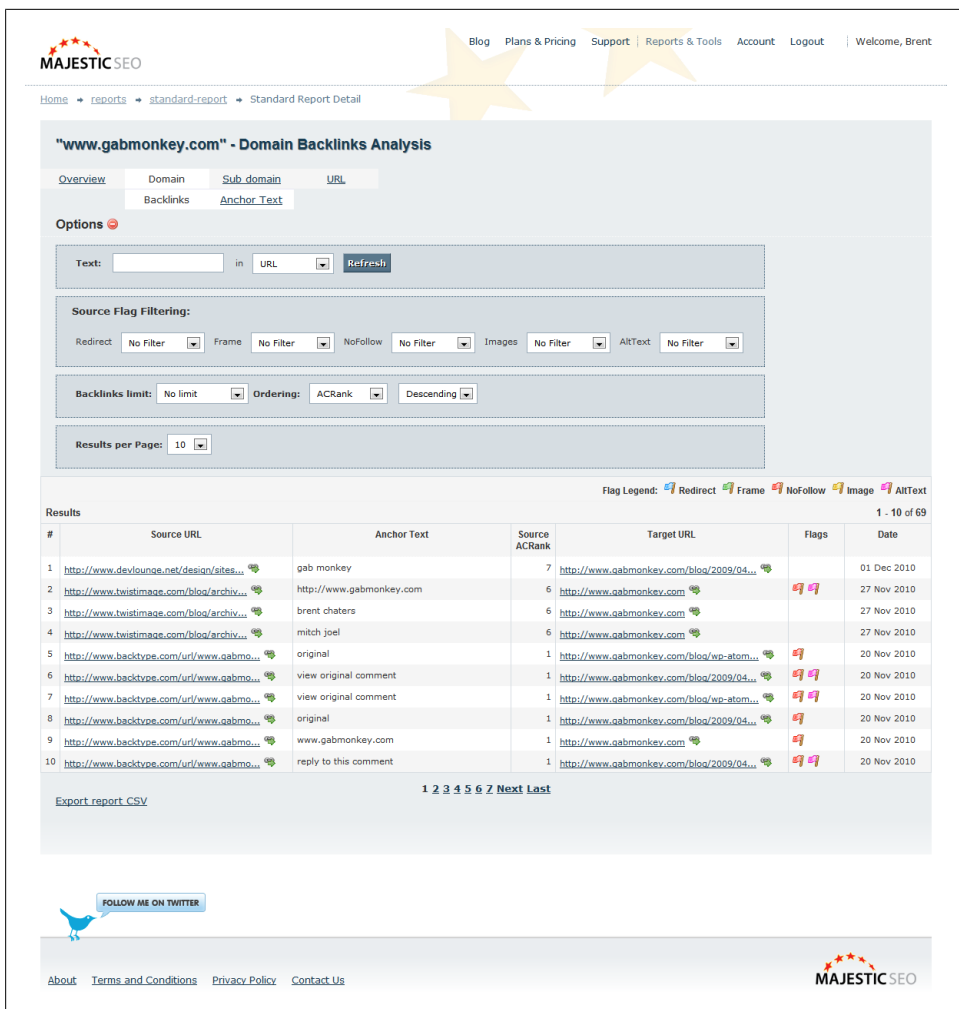 Blog Plans & Pricing Support Reports & Tools Account Logout Welcome, Brent
MAJESTIC SEO
Home reports standard-report Standard Report Detail
"www.gabmonkey.com" - Domain Backlinks Analysis
Overview Domain Sub domain URL
Backlinks Anchor Text
Options
Text: in URL Refresh
Source Flag Filtering:
Redirect No Filter Frame No Filter NoFollow No Filter Images No Filter AltText No Filter
Backlinks limit: No limit Ordering: ACRank Descending
Results per Page: 10
Flag Legend: Redirect Frame NoFollow Image AltText
Results 1 - 10 of 69
# Source URL Anchor Text Source ACRank Target URL Flags Date
1 http://www.devlounge.net/design/sites... gab monkey 7 http://www.gabmonkey.com/blog/2009/04... 01 Dec 2010
2 http://www.twistimage.com/blog/archiv... http://www.gabmonkey.com 6 http://www.gabmonkey.com 27 Nov 2010
3 http://www.twistimage.com/blog/archiv... brent chaters 6 http://www.gabmonkey.com 27 Nov 2010
4 http://www.twistimage.com/blog/archiv... mitch joel 6 http://www.gabmonkey.com 27 Nov 2010
5 http://www.backtype.com/url/www.gabmo... original 1 http://www.gabmonkey.com/blog/wp-atom... 20 Nov 2010
6 http://www.backtype.com/url/www.gabmo... view original comment 1 http://www.gabmonkey.com/blog/2009/04... 20 Nov 2010
7 http://www.backtype.com/url/www.gabmo... view original comment 1 http://www.gabmonkey.com/blog/wp-atom... 20 Nov 2010
8 http://www.backtype.com/url/www.gabmo... original 1 http://www.gabmonkey.com/blog/2009/04... 20 Nov 2010
9 http://www.backtype.com/url/www.gabmo... www.gabmonkey.com 1 http://www.gabmonkey.com 20 Nov 2010
10 http://www.backtype.com/url/www.gabmo... reply to this comment 1 http://www.gabmonkey.com/blog/2009/04... 20 Nov 2010
1 2 3 4 5 6 7 Next Last
Export report CSV
FOLLOW ME ON TWITTER
About Terms and Conditions Privacy Policy Contact Us
MAJESTIC SEO